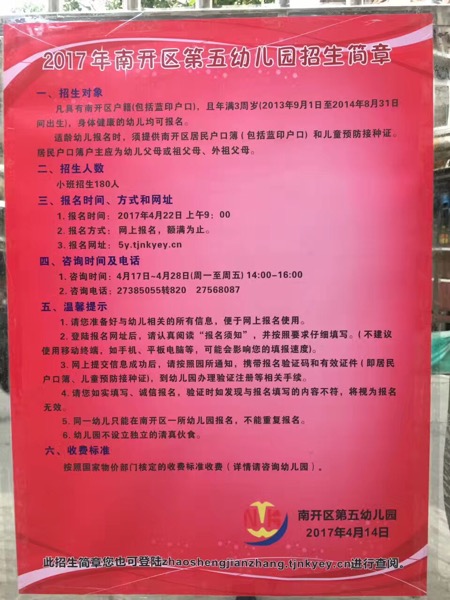 2017年南开区第五幼儿园招生简章
一、招生对象
凡具有南开区户籍(包括蓝印户口)，且年满3周岁(2013年9月1日至2014年8月31日
间出生)，身体健康的幼儿均可报名。
适龄幼儿报名时、须提供南开区居民户口簿(包括蓝印户口)和儿童预防接种证。
居民户口簿户主应为幼儿父母或祖父母、外祖父母。
二、招生人数
小班招生180人
三、报名时间、方式和网址
1. 报名时间： 2017年4月22日 上午9：00
2. 报名方式： 网上报名，额满为止。
3. 报名网址： 5y.tjnkyey.cn
四、咨询时间及电话
1. 咨询时间：4月17日~4月28日(周一至周五) 14:00-16:00
2. 咨询电话：27385055转820 27568087
五、温馨提示
1. 请您准备好与幼儿相关的所有信息，便于网上报名使用。
2. 登陆报名网址后，请认真阅读“报名须知”，并按照要求仔细填写。(不建议
使用移动终端，如手机、平板电脑等，可能会影响您的填报速度)。
3. 网上提交信息成功后，请按照园所通知，携带报名验证码和有效证件(即居民
户口簿、儿童预防接种证)，到幼儿园办理验证注册等相关手续。
4. 请您如实填写、诚信报名，验证时如发现与报名填写的内容不符，将视为报名
无效。
5. 同一幼儿只能在南开区一所幼儿园报名，不能重复报名。
6. 幼儿园不设立独立的清真伙食。
六、收费标准
按照国家物价部门核定的收费标准收费（详情请咨询幼儿园）。
南开区第五幼儿园
2017年4月14日
此招生简章您也可登陆zhaoshengjianzhang.tjnkyey.cn进行查阅。